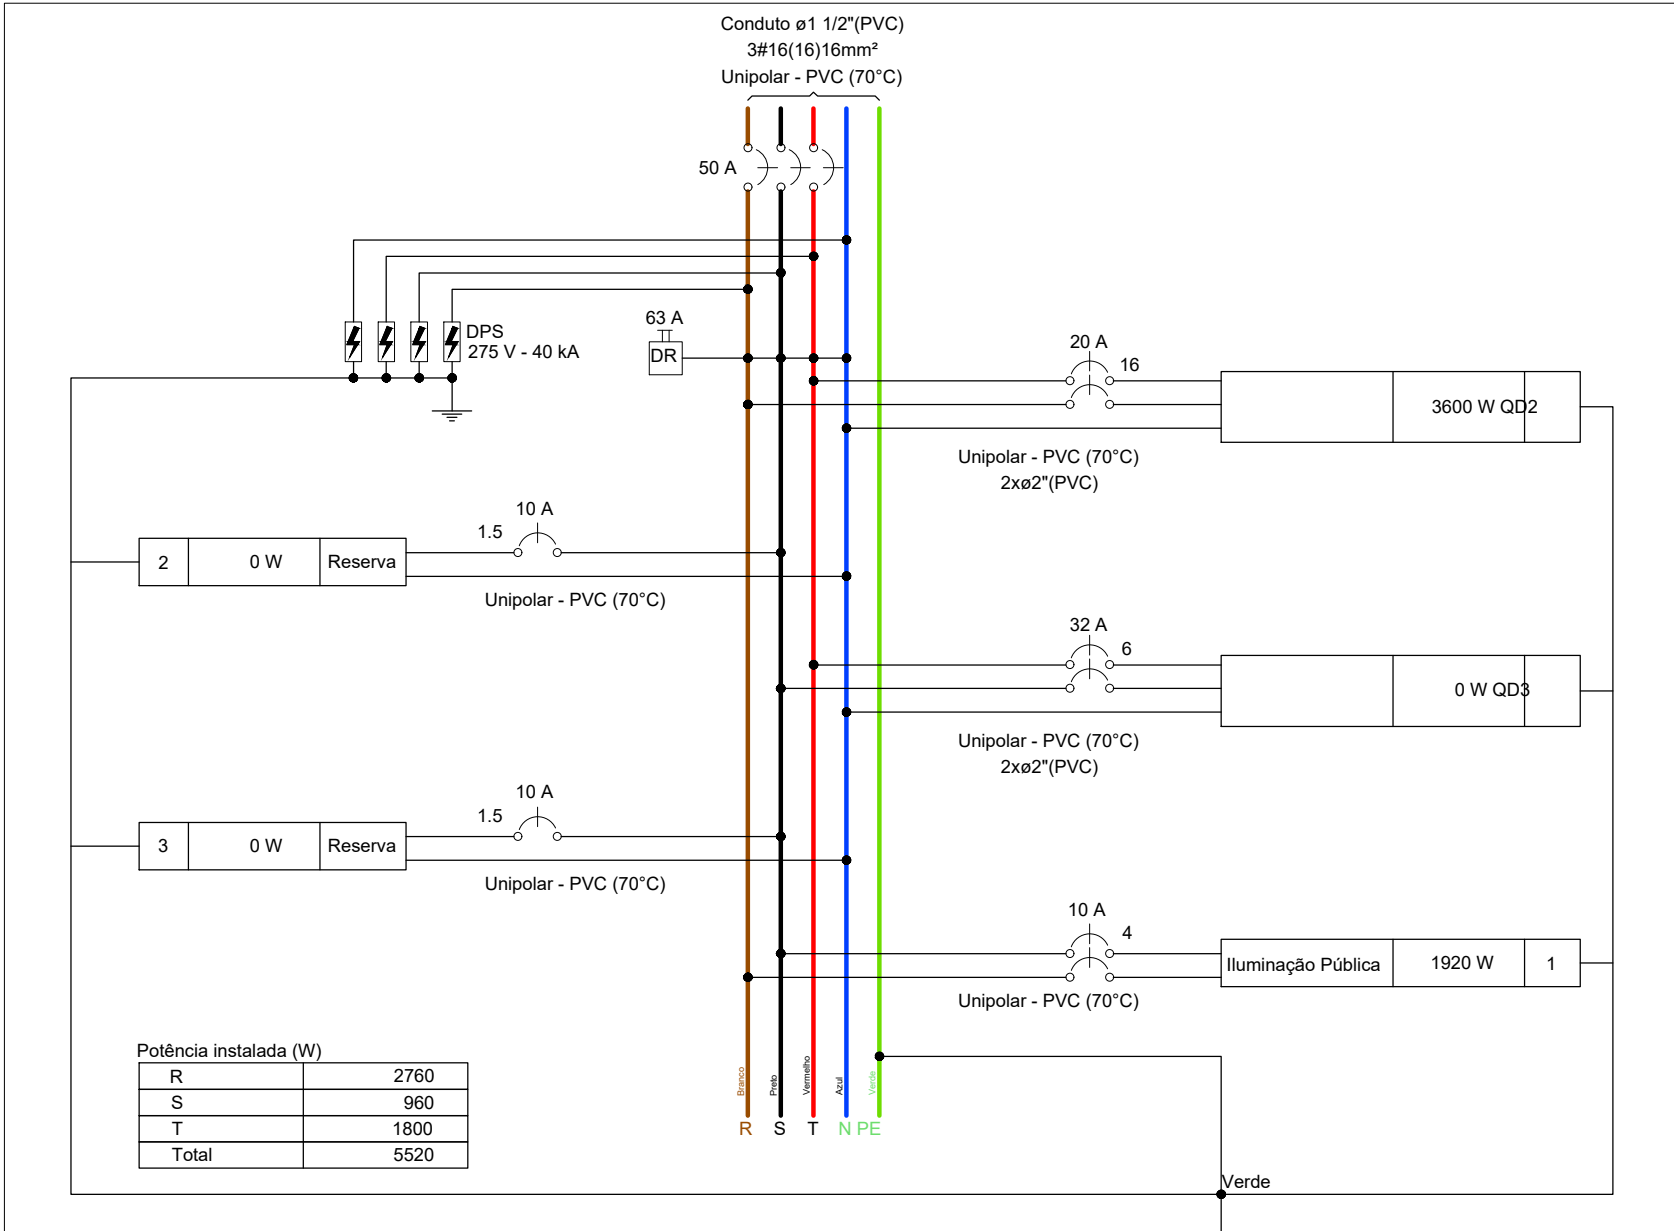 Conduto ø1 1/2"(PVC)
3#16(16)16mm²
Unipolar - PVC (70°C)
50 A
DPS
275 V - 40 kA
63 A
DR
20 A
16
3600 W QD2
Unipolar - PVC (70°C)
2xø2"(PVC)
10 A
1.5
2 0 W Reserva
Unipolar - PVC (70°C)
32 A
6
0 W QD3
Unipolar - PVC (70°C)
2xø2"(PVC)
10 A
1.5
3 0 W Reserva
Unipolar - PVC (70°C)
10 A
4
Iluminação Pública 1920 W 1
Unipolar - PVC (70°C)
Potência instalada (W)
R 2760
S 960
T 1800
Total 5520
Branco
Preto
Vermelho
Azul
Verde
R S T N PE
Verde